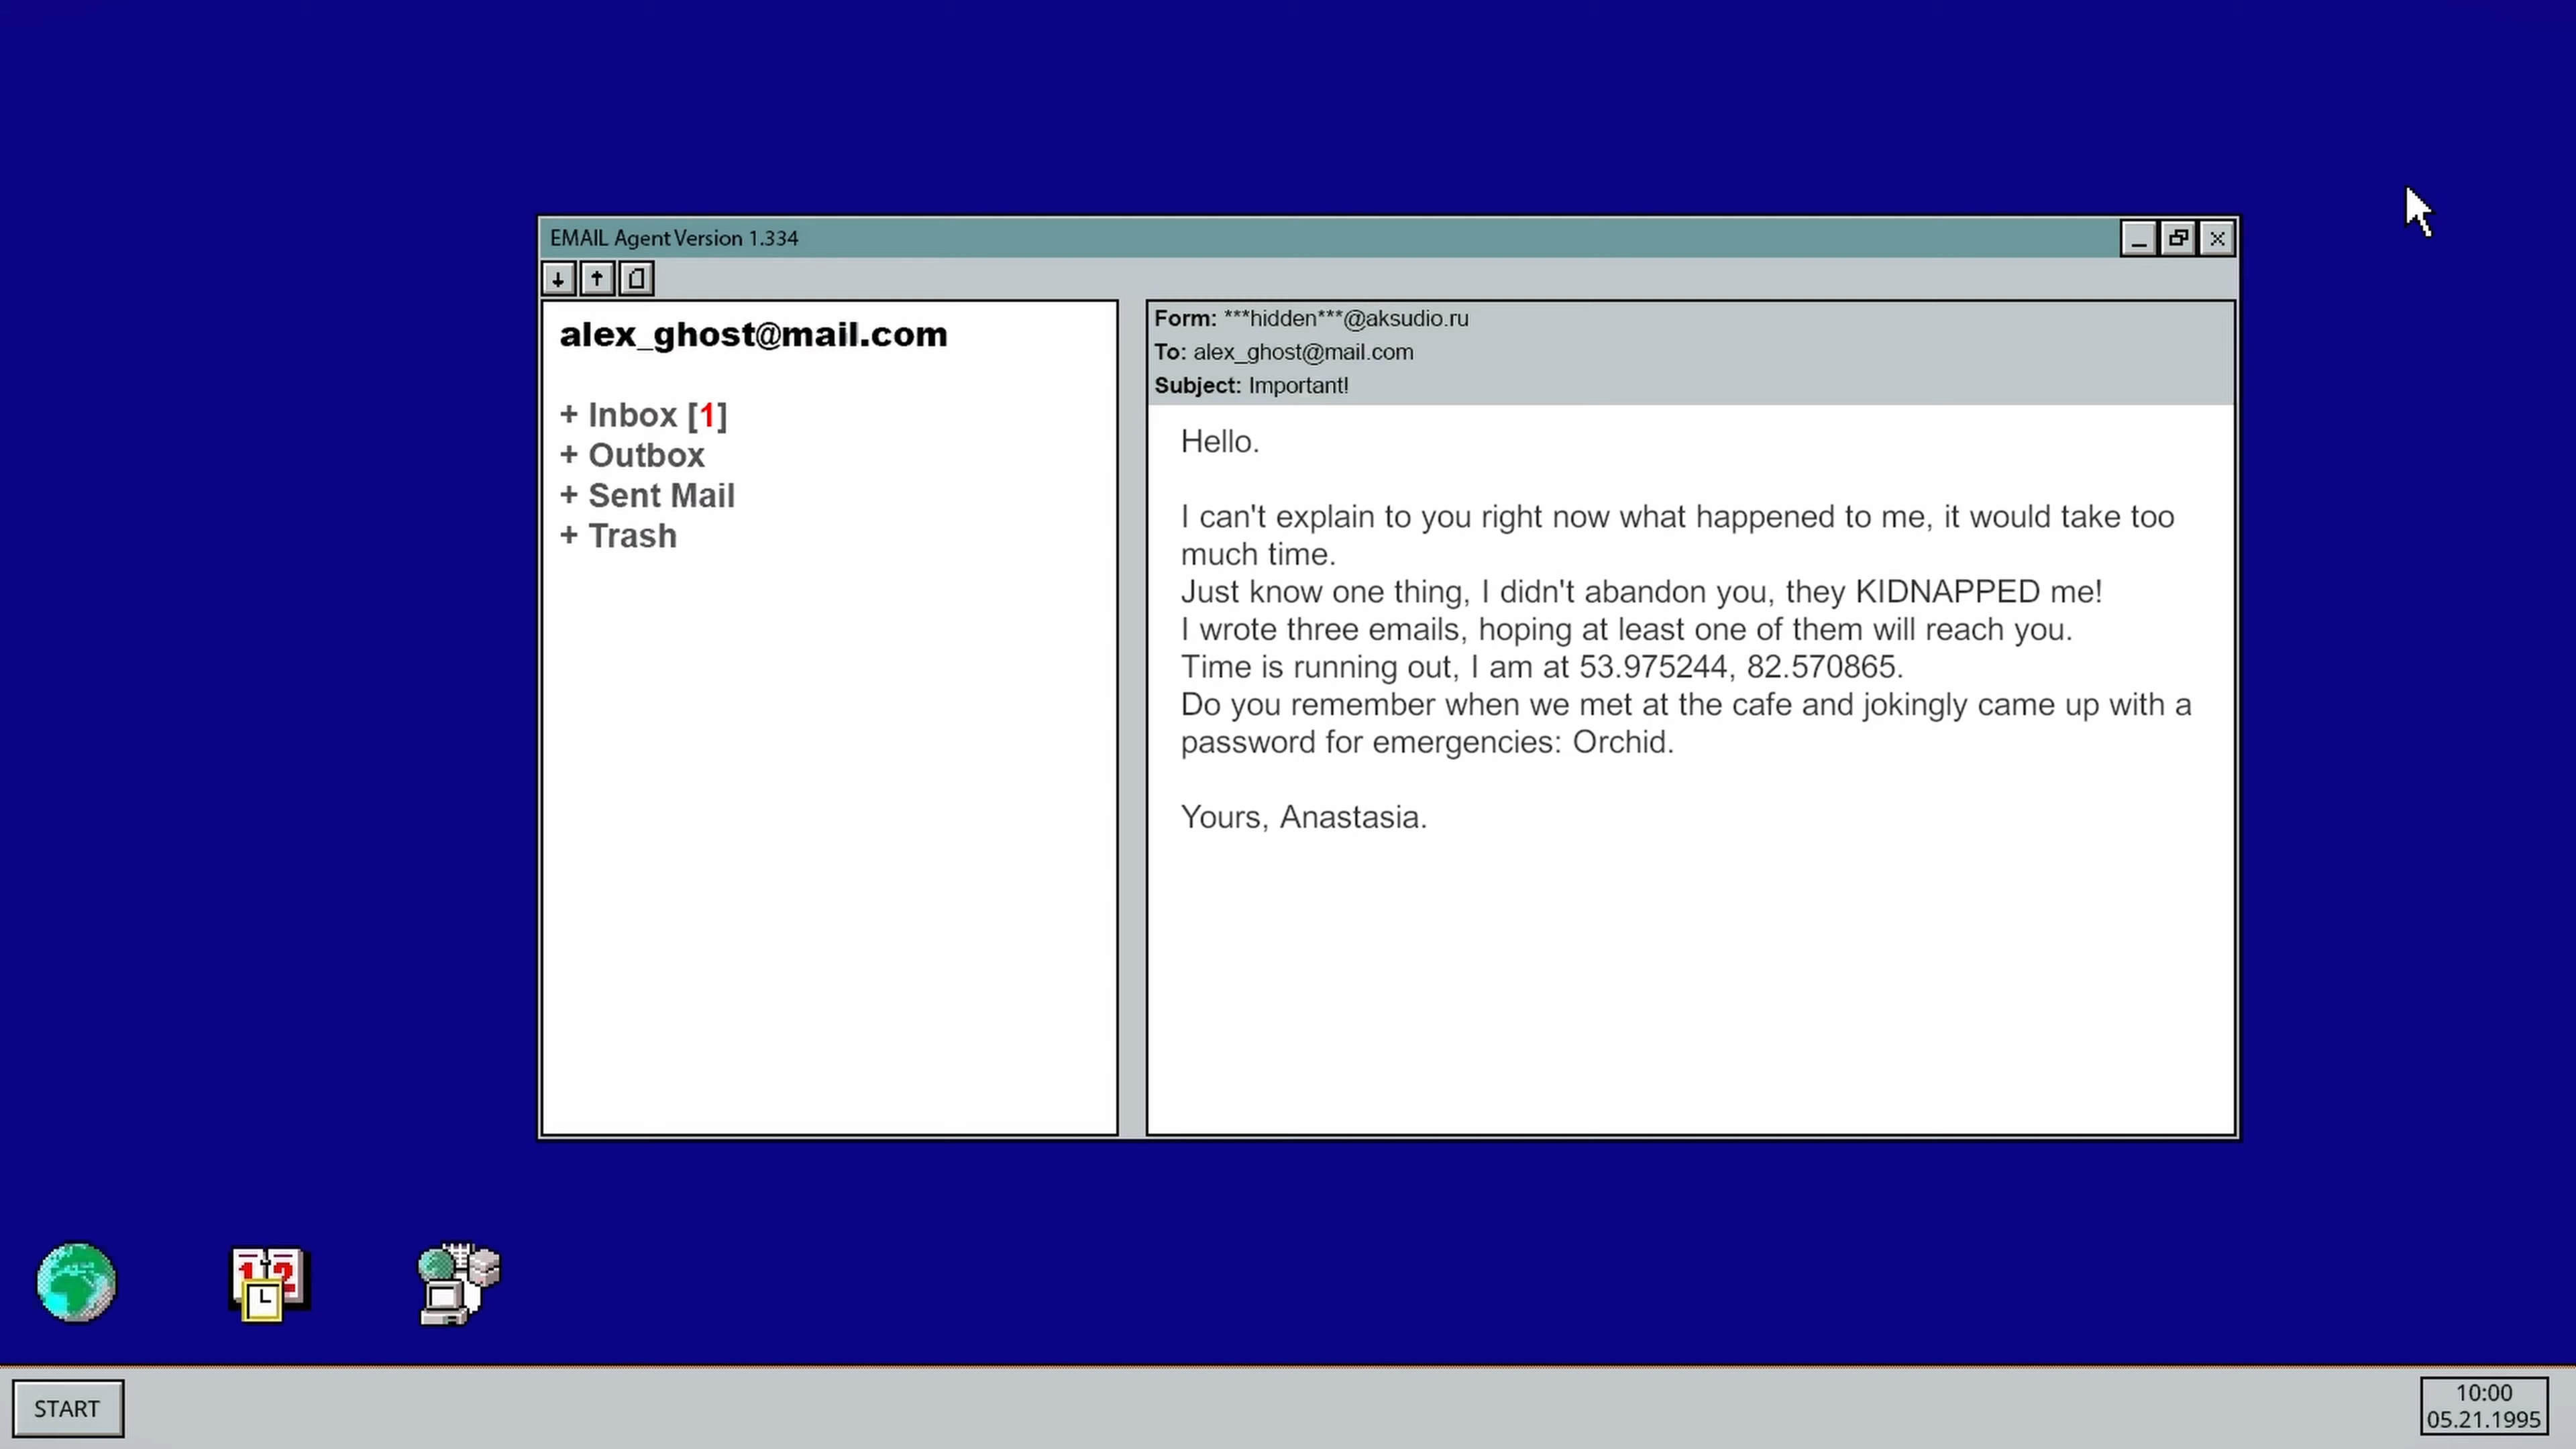 EMAIL Agent Version 1.334
alex_ghost@mail.com
+ Inbox [1]
+ Outbox
+ Sent Mail
+ Trash
Form: ***hidden***@aksudio.ru
To: alex_ghost@mail.com
Subject: Important!
Hello.
I can't explain to you right now what happened to me, it would take too
much time.
Just know one thing, I didn't abandon you, they KIDNAPPED me!
I wrote three emails, hoping at least one of them will reach you.
Time is running out, I am at 53.975244, 82.570865.
Do you remember when we met at the cafe and jokingly came up with a
password for emergencies: Orchid.
Yours, Anastasia.
12
START
10:00
05.21.1995